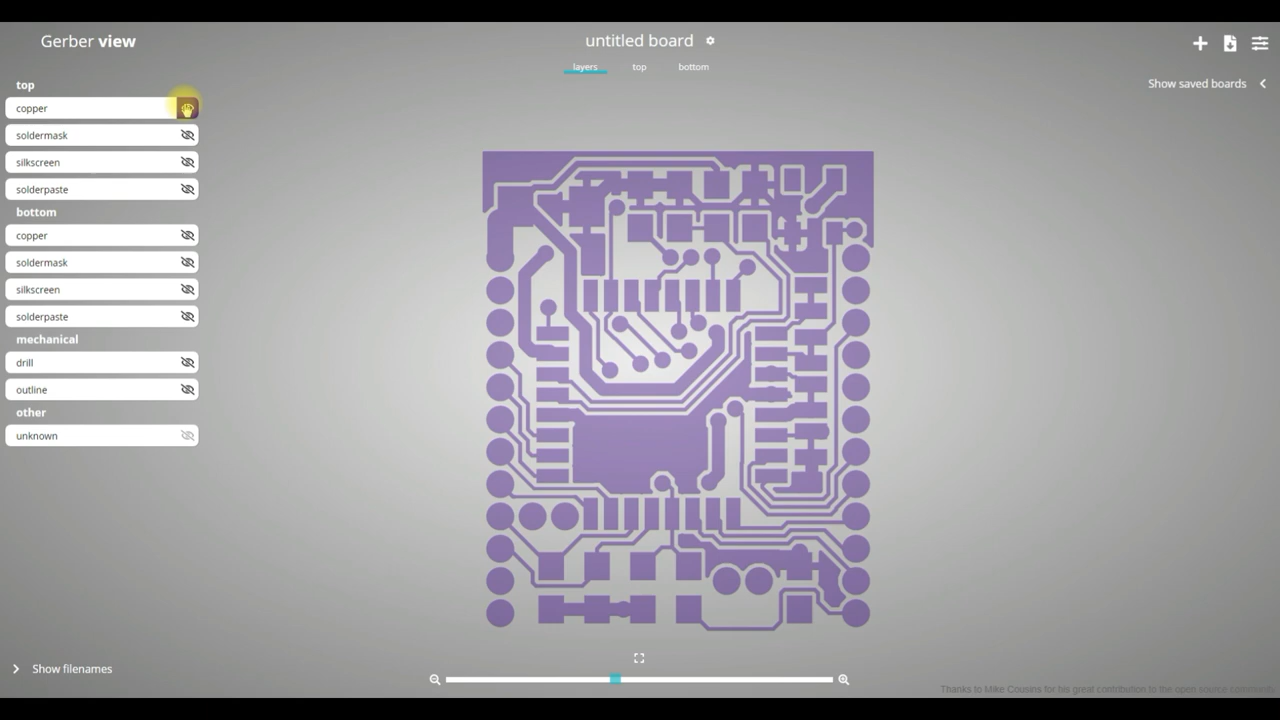 Gerber view
untitled board
layers top bottom
Show saved boards
top
copper
soldermask
silkscreen
solderpaste
bottom
copper
soldermask
silkscreen
solderpaste
mechanical
drill
outline
other
unknown
Show filenames
Thanks to Mike Cousins for his great contribution to the open source community